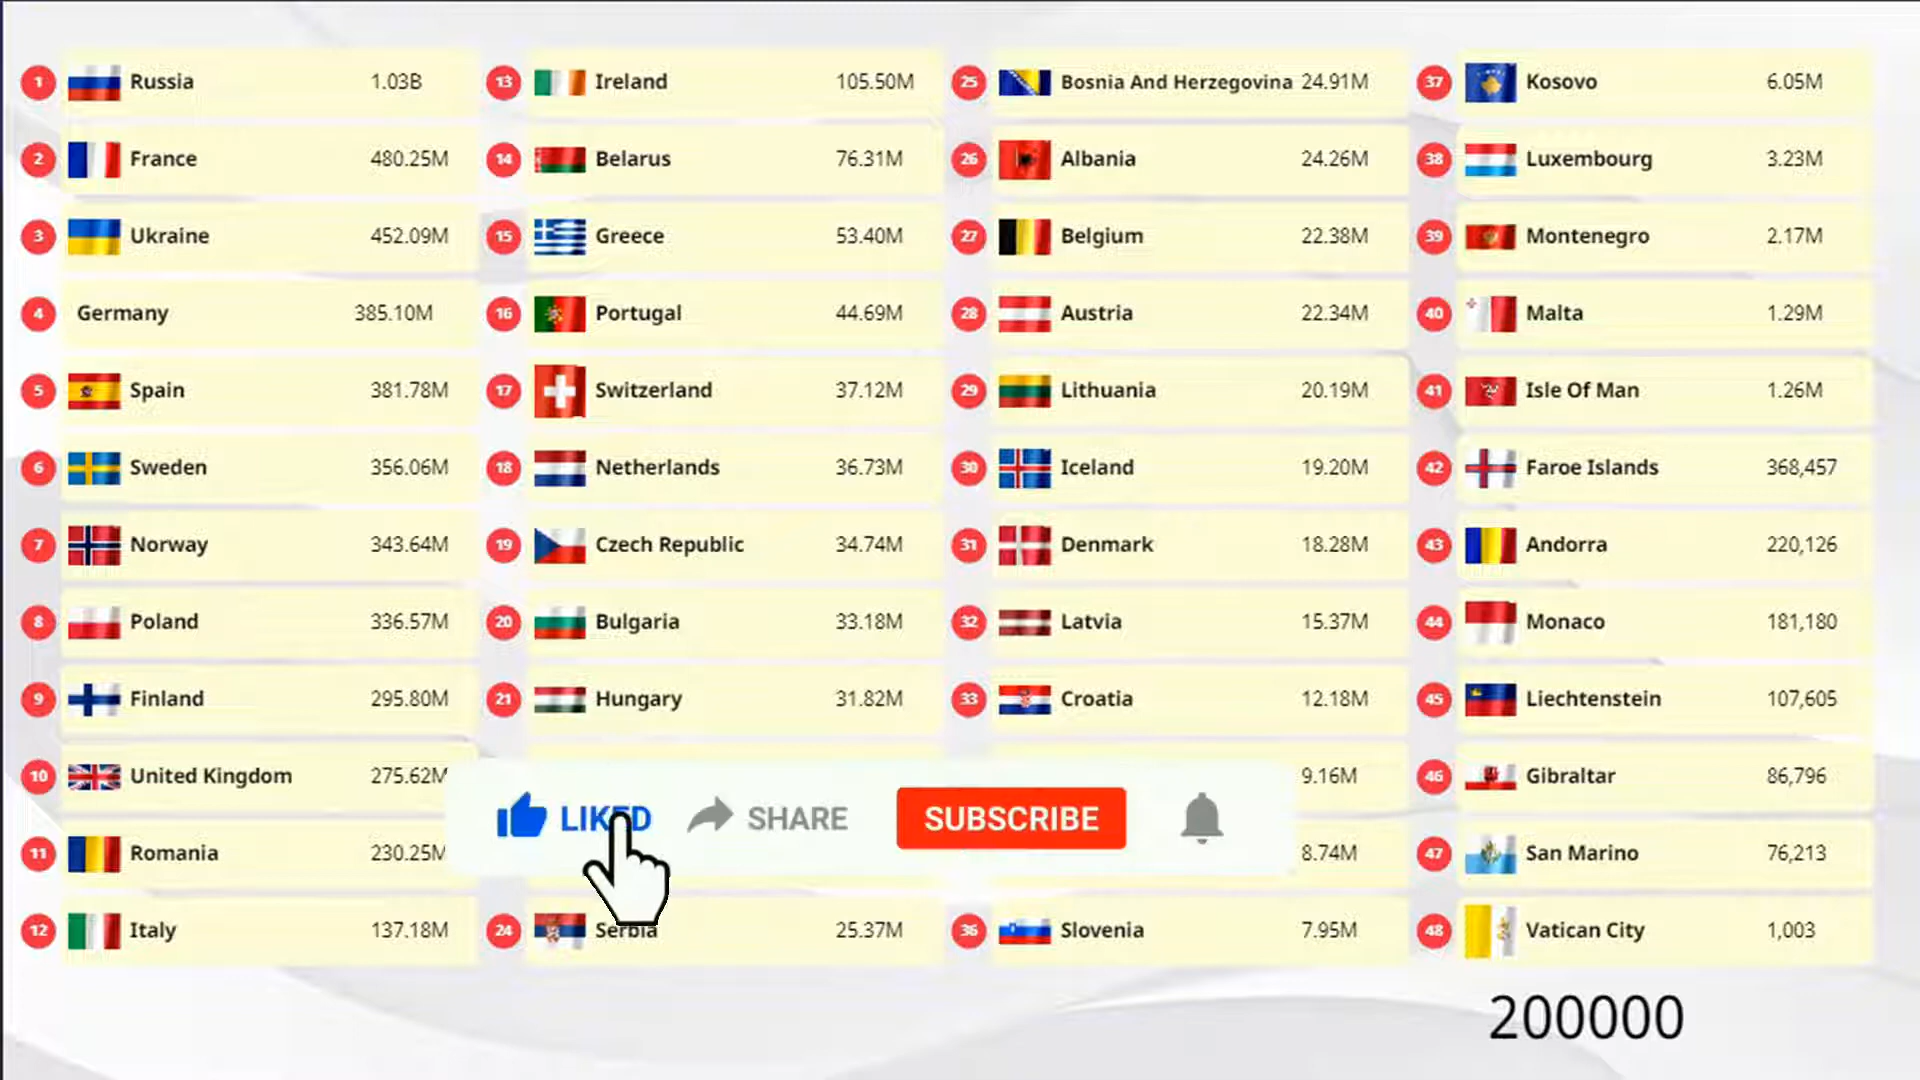 1 Russia 1.03B
2 France 480.25M
3 Ukraine 452.09M
4 Germany 385.10M
5 Spain 381.78M
6 Sweden 356.06M
7 Norway 343.64M
8 Poland 336.57M
9 Finland 295.80M
10 United Kingdom 275.62M
11 Romania 230.25M
12 Italy 137.18M
13 Ireland 105.50M
14 Belarus 76.31M
15 Greece 53.40M
16 Portugal 44.69M
17 Switzerland 37.12M
18 Netherlands 36.73M
19 Czech Republic 34.74M
20 Bulgaria 33.18M
21 Hungary 31.82M
24 Serbia 25.37M
25 Bosnia And Herzegovina 24.91M
26 Albania 24.26M
27 Belgium 22.38M
28 Austria 22.34M
29 Lithuania 20.19M
30 Iceland 19.20M
31 Denmark 18.28M
32 Latvia 15.37M
33 Croatia 12.18M
9.16M
8.74M
36 Slovenia 7.95M
37 Kosovo 6.05M
38 Luxembourg 3.23M
39 Montenegro 2.17M
40 Malta 1.29M
41 Isle Of Man 1.26M
42 Faroe Islands 368,457
43 Andorra 220,126
44 Monaco 181,180
45 Liechtenstein 107,605
46 Gibraltar 86,796
47 San Marino 76,213
48 Vatican City 1,003
LIKED SHARE SUBSCRIBE
200000